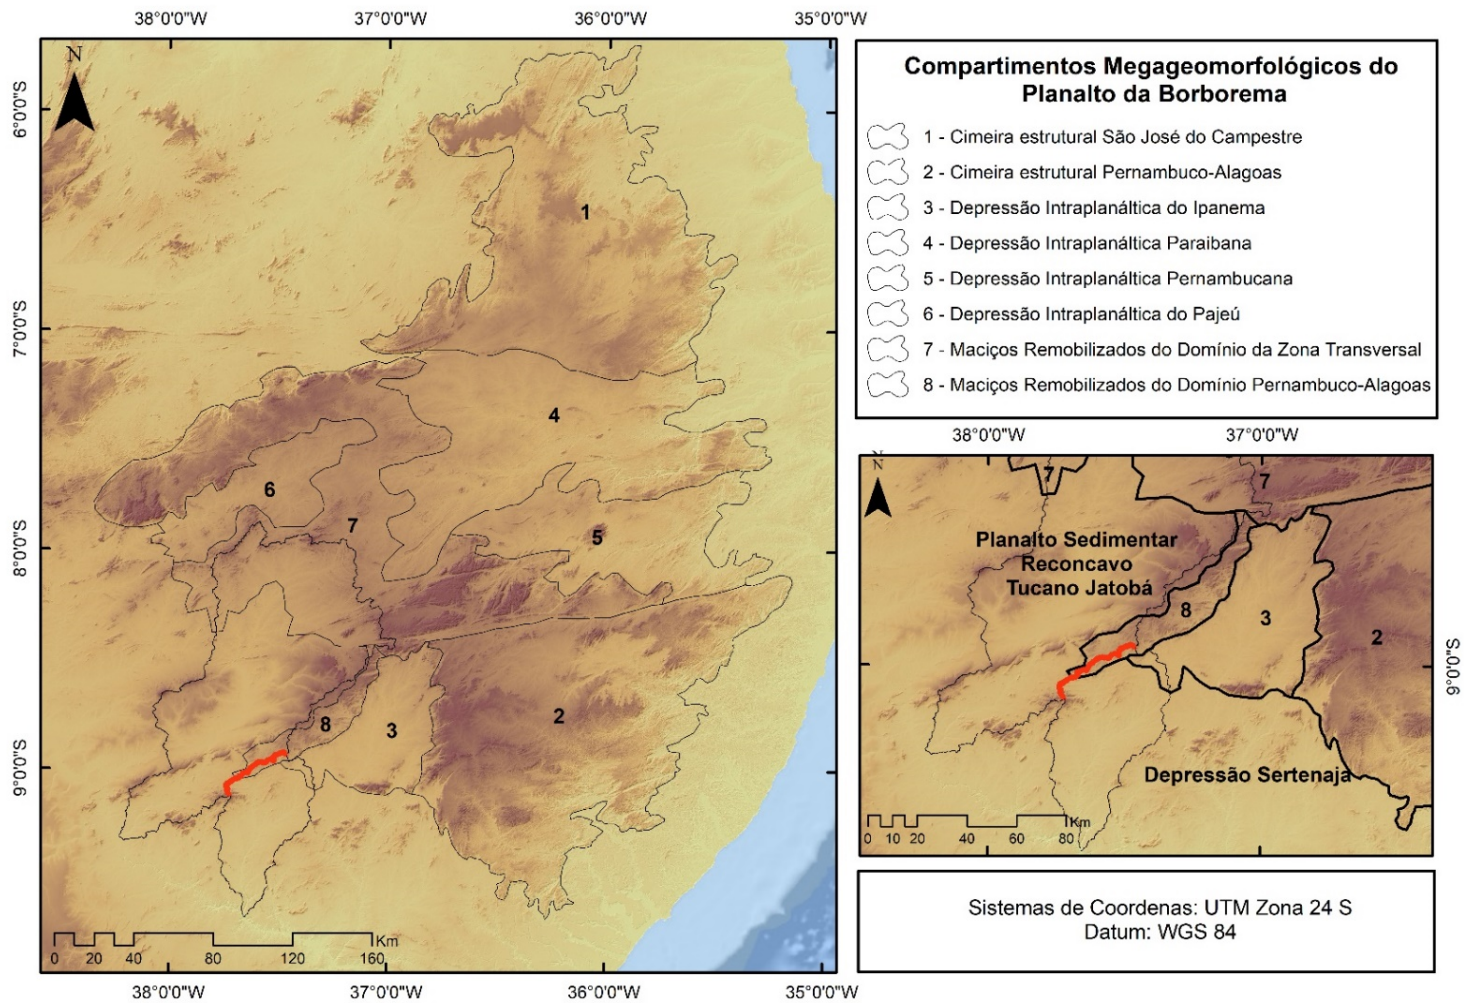 38°0'0"W 37°0'0"W 36°0'0"W 35°0'0"W
N
6°0'0"S
7°0'0"S
8°0'0"S
9°0'0"S
1
4
6
7
5
2
3
8
Km
0 20 40 80 120 160
38°0'0"W 37°0'0"W 36°0'0"W 35°0'0"W
Compartimentos Megageomorfológicos do
Planalto da Borborema
1 - Cimeira estrutural São José do Campestre
2 - Cimeira estrutural Pernambuco-Alagoas
3 - Depressão Intraplanáltica do Ipanema
4 - Depressão Intraplanáltica Paraibana
5 - Depressão Intraplanáltica Pernambucana
6 - Depressão Intraplanáltica do Pajeú
7 - Maciços Remobilizados do Domínio da Zona Transversal
8 - Maciços Remobilizados do Domínio Pernambuco-Alagoas
38°0'0"W 37°0'0"W
N
N
7
7
Planalto Sedimentar
Reconcavo
Tucano Jatobá
8
3
2
9°0'0"S
Depressão Sertenaja
Km
0 10 20 40 60 80
Sistemas de Coordenas: UTM Zona 24 S
Datum: WGS 84